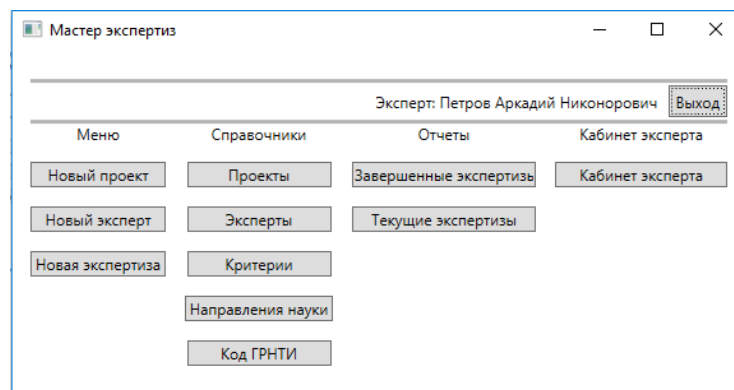 Мастер экспертиз
Эксперт: Петров Аркадий Никонорович Выход
Меню Справочники Отчеты Кабинет эксперта
Новый проект Проекты Завершенные экспертизы Кабинет эксперта
Новый эксперт Эксперты Текущие экспертизы
Новая экспертиза Критерии
Направления науки
Код ГРНТИ